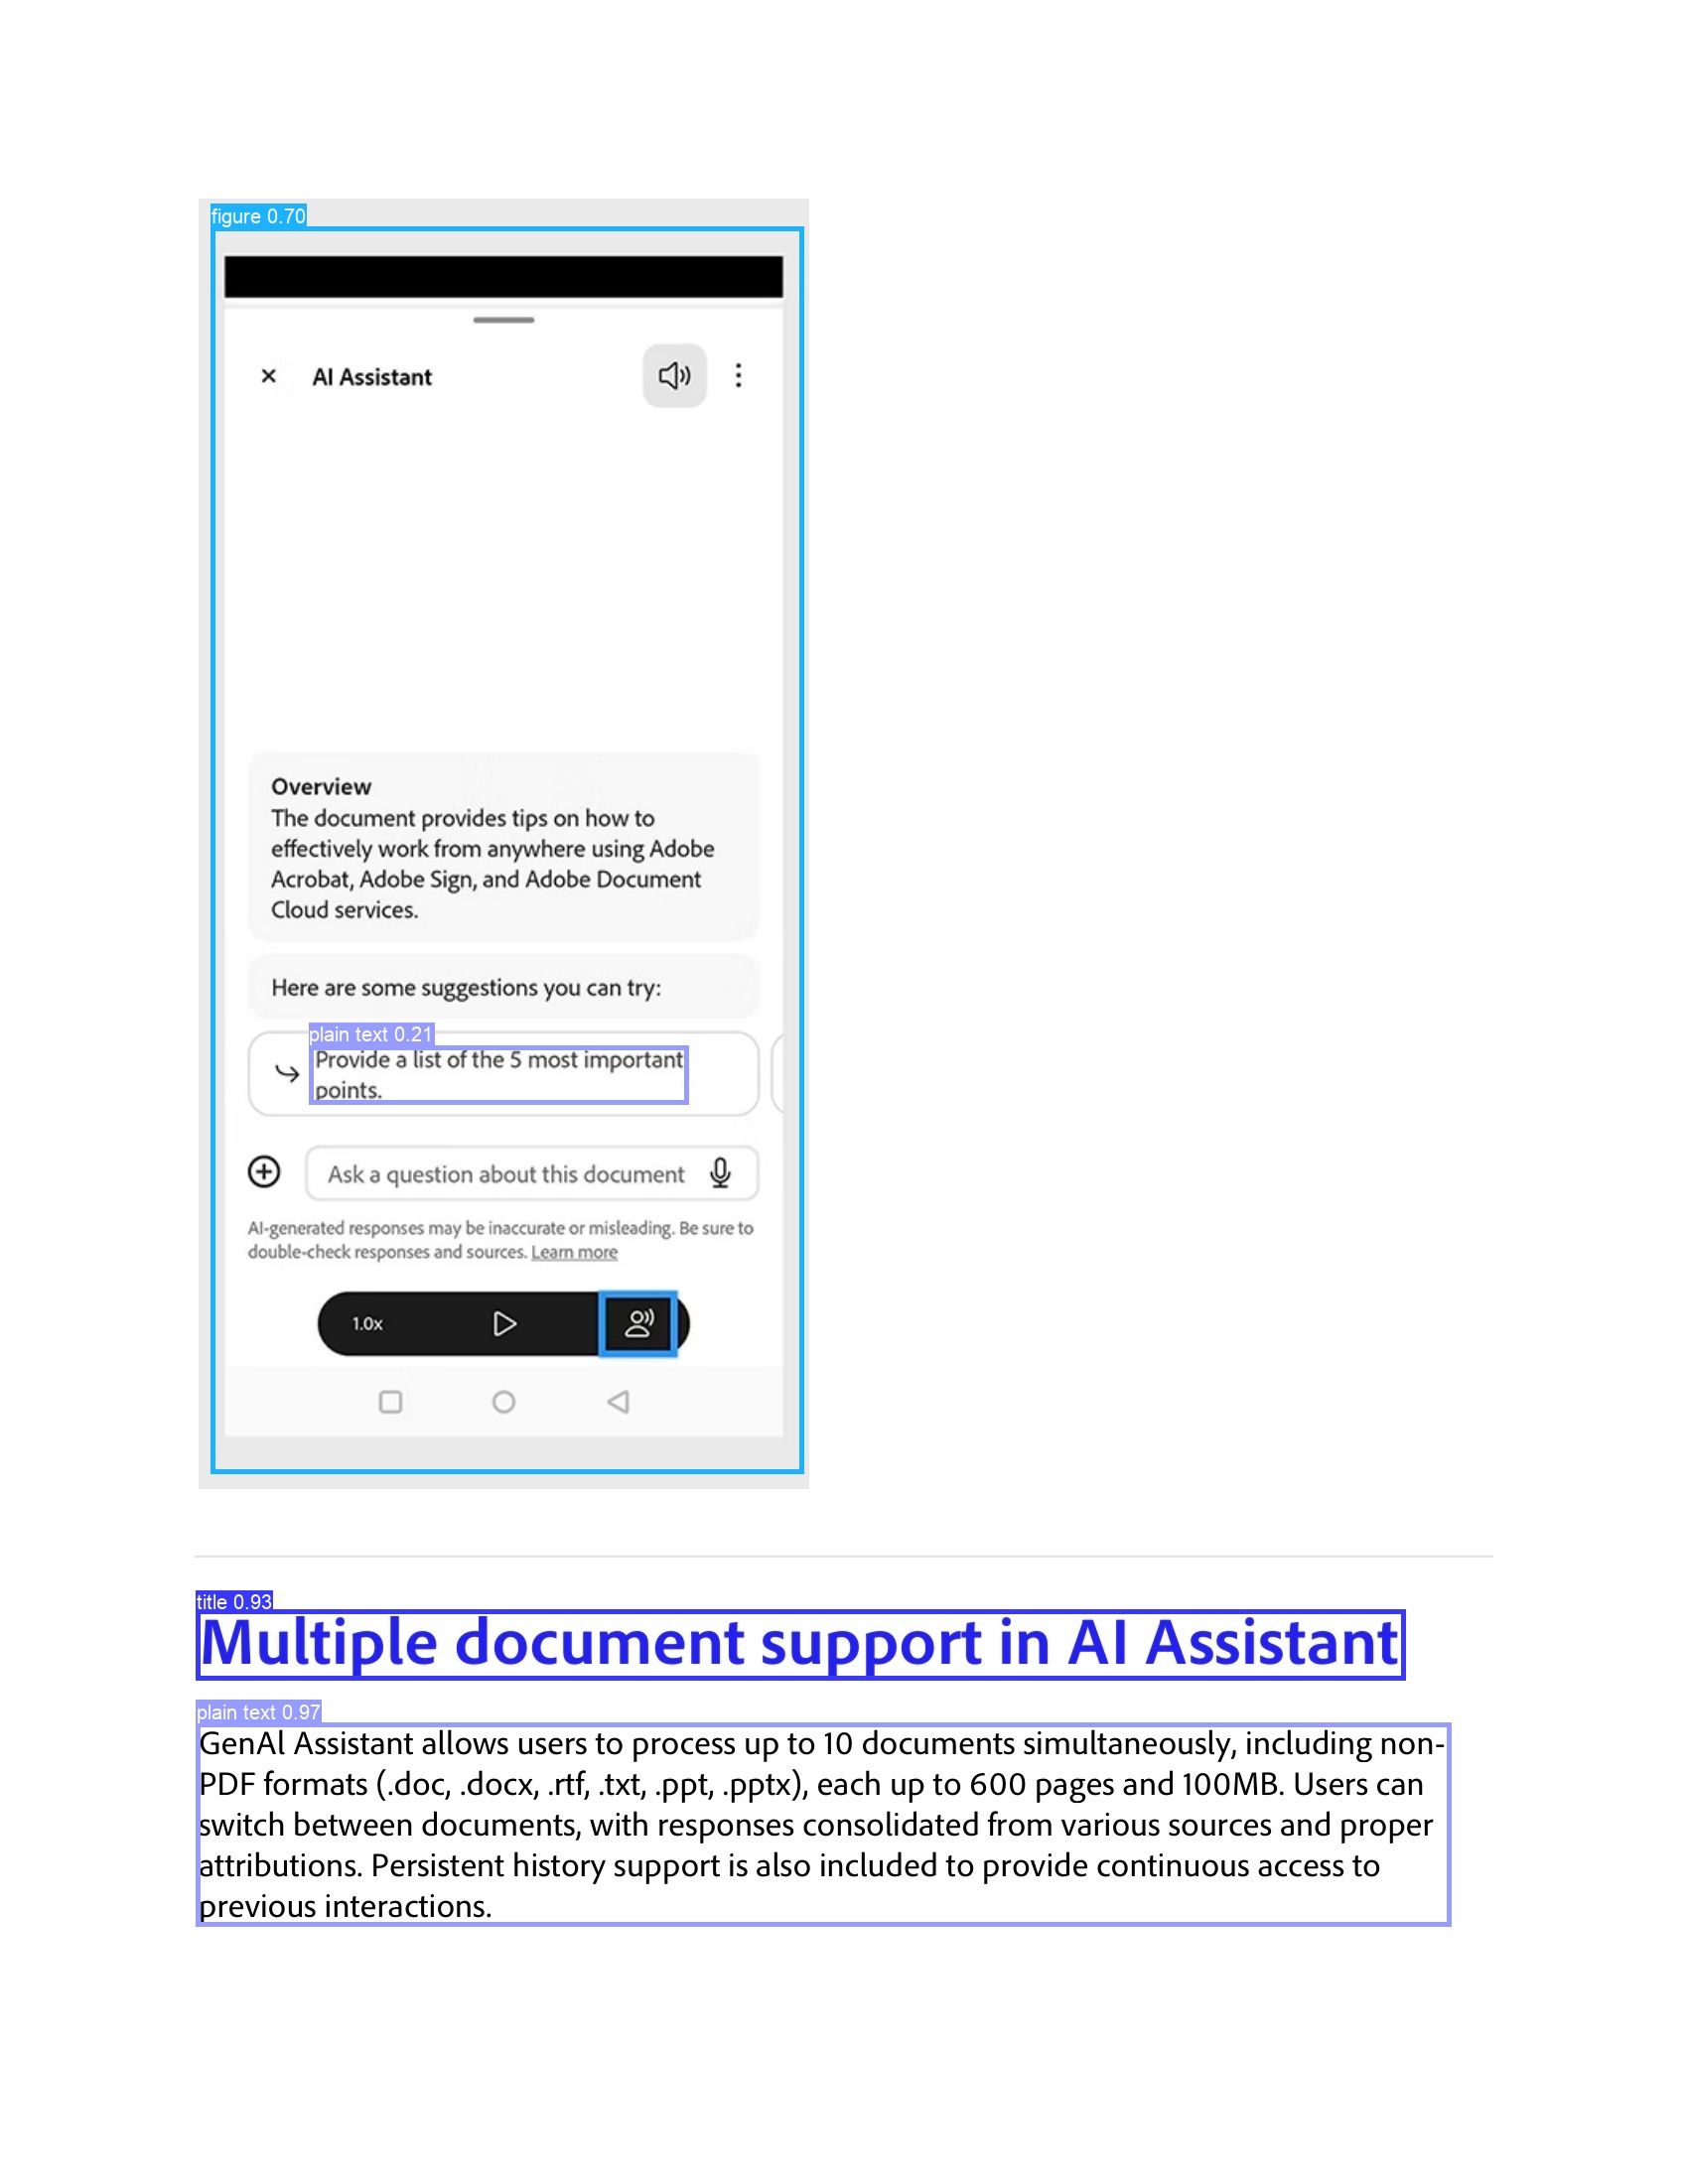 figure 0.70
AI Assistant
Overview
The document provides tips on how to
effectively work from anywhere using Adobe
Acrobat, Adobe Sign, and Adobe Document
Cloud services.
Here are some suggestions you can try:
plain text 0.21
Provide a list of the 5 most important
points.
Ask a question about this document
AI-generated responses may be inaccurate or misleading. Be sure to
double-check responses and sources. Learn more
1.0x
title 0.93
Multiple document support in AI Assistant
plain text 0.97
GenAl Assistant allows users to process up to 10 documents simultaneously, including non-
PDF formats (.doc, .docx, .rtf, .txt, .ppt, .pptx), each up to 600 pages and 100MB. Users can
switch between documents, with responses consolidated from various sources and proper
attributions. Persistent history support is also included to provide continuous access to
previous interactions.